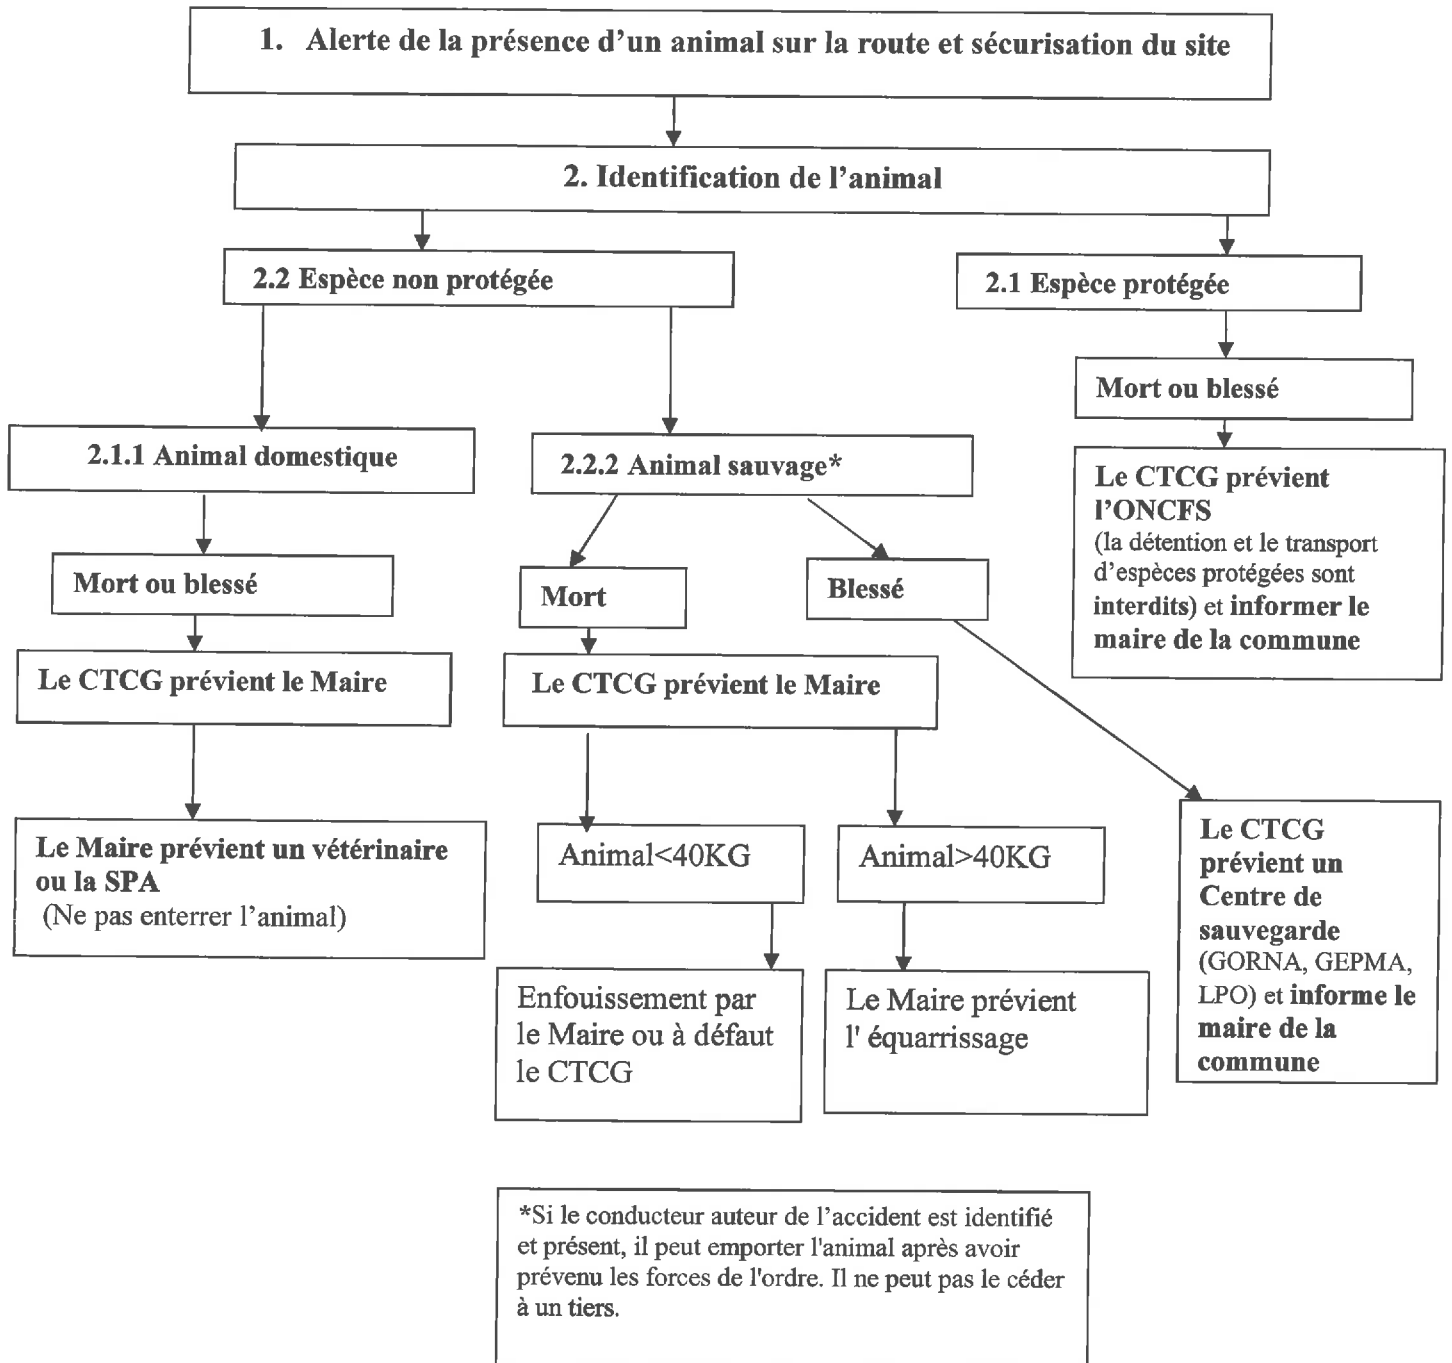 1. Alerte de la présence d'un animal sur la route et sécurisation du site
2. Identification de l'animal
2.2 Espèce non protégée
2.1 Espèce protégée
Mort ou blessé
Le CTCG prévient
l'ONCFS
(la détention et le transport
d'espèces protégées sont
interdits) et informer le
maire de la commune
2.1.1 Animal domestique
2.2.2 Animal sauvage*
Mort ou blessé
Mort
Blessé
Le CTCG prévient le Maire
Le CTCG prévient le Maire
Le Maire prévient un vétérinaire
ou la SPA
(Ne pas enterrer l'animal)
Animal<40KG
Animal>40KG
Le CTCG
prévient un
Centre de
sauvegarde
(GORNA, GEPMA,
LPO) et informe le
maire de la
commune
Enfouissement par
le Maire ou à défaut
le CTCG
Le Maire prévient
l' équarrissage
*Si le conducteur auteur de l'accident est identifié
et présent, il peut emporter l'animal après avoir
prévenu les forces de l'ordre. Il ne peut pas le céder
à un tiers.